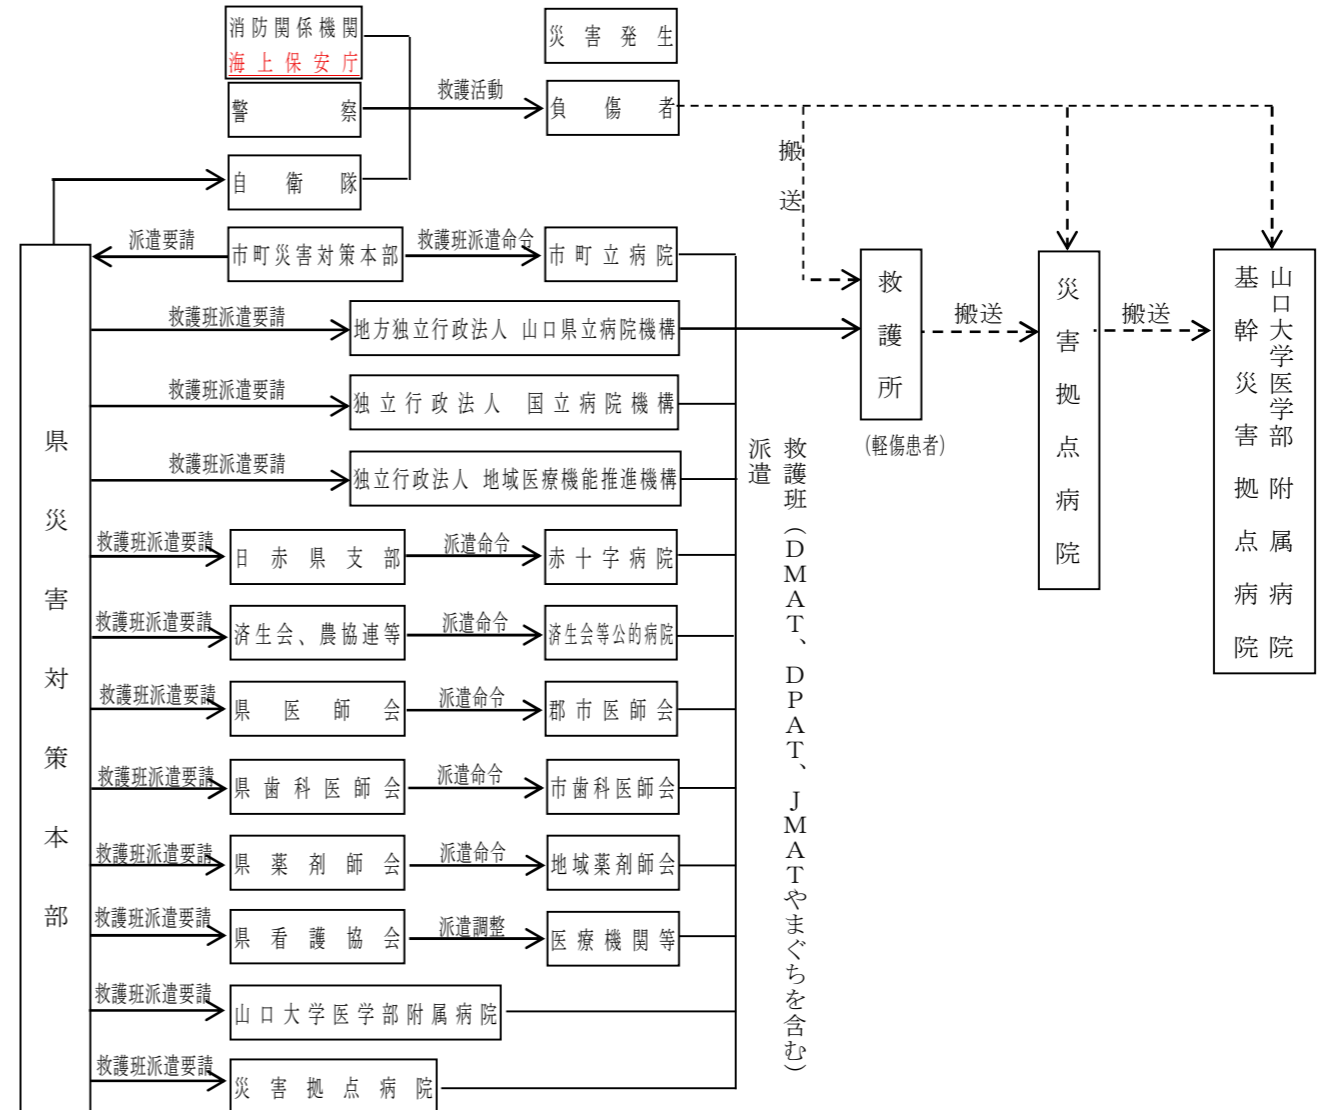 消防関係機関
海上保安庁
災害発生
警察
救護活動
負傷者
搬送
自衛隊
派遣要請
市町災害対策本部
救護班派遣命令
市町立病院
救護班派遣要請
地方独立行政法人 山口県立病院機構
救護班派遣要請
独立行政法人 国立病院機構
救護班派遣要請
独立行政法人 地域医療機能推進機構
救護班派遣要請
日赤県支部
派遣命令
赤十字病院
救護班派遣要請
済生会、農協連等
派遣命令
済生会等公的病院
救護班派遣要請
県医師会
派遣命令
郡市医師会
救護班派遣要請
県歯科医師会
派遣命令
市歯科医師会
救護班派遣要請
県薬剤師会
派遣命令
地域薬剤師会
救護班派遣要請
県看護協会
派遣調整
医療機関等
救護班派遣要請
山口大学医学部附属病院
救護班派遣要請
災害拠点病院
県災害対策本部
救護班（DMAT、DPAT、JMATやまぐちを含む）
派遣
救護所
(軽傷患者)
搬送
災害拠点病院
搬送
山口大学医学部附属病院
基幹災害拠点病院